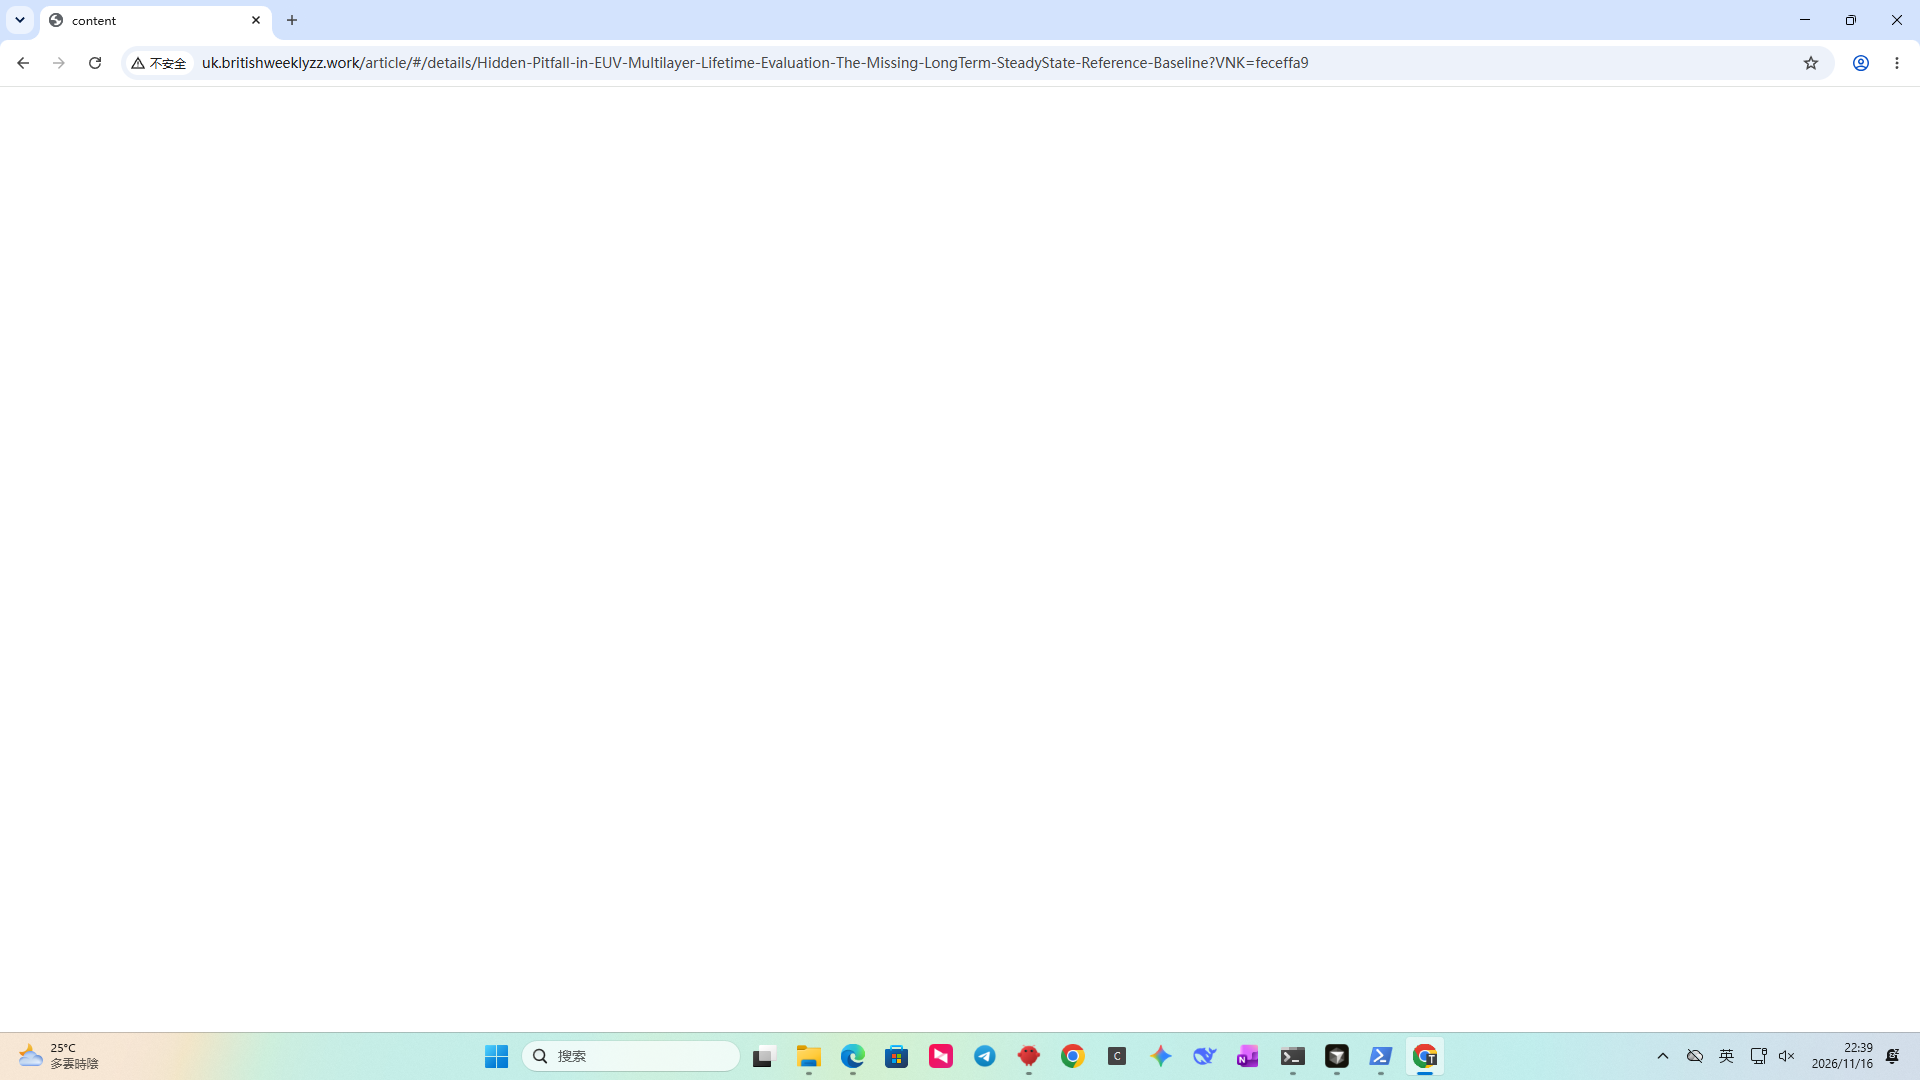 content
不安全
uk.britishweeklyzz.work/article/#/details/Hidden-Pitfall-in-EUV-Multilayer-Lifetime-Evaluation-The-Missing-LongTerm-SteadyState-Reference-Baseline?VNK=feceffa9
25°C
多雲時陰
搜索
英
22:39
2026/11/16